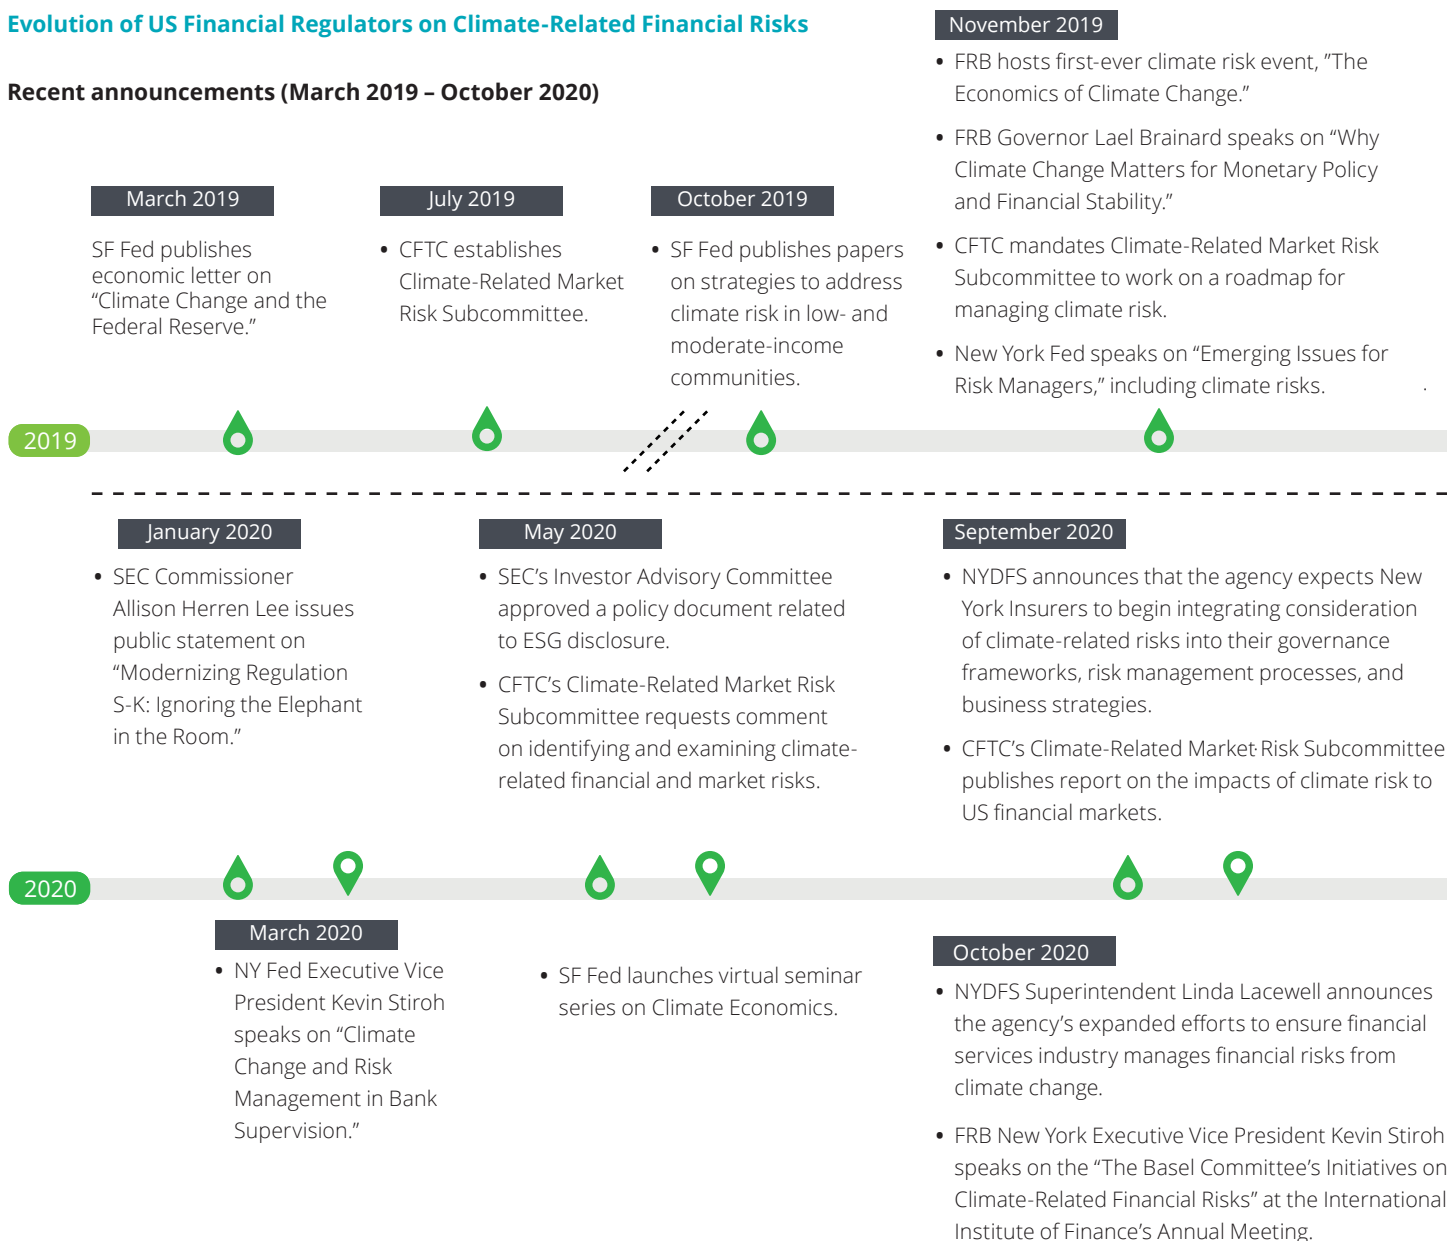 Evolution of US Financial Regulators on Climate-Related Financial Risks
Recent announcements (March 2019 – October 2020)
March 2019
SF Fed publishes
economic letter on
“Climate Change and the
Federal Reserve.”
July 2019
• CFTC establishes
Climate-Related Market
Risk Subcommittee.
October 2019
• SF Fed publishes papers
on strategies to address
climate risk in low- and
moderate-income
communities.
November 2019
• FRB hosts first-ever climate risk event, ”The
Economics of Climate Change.”
• FRB Governor Lael Brainard speaks on “Why
Climate Change Matters for Monetary Policy
and Financial Stability.”
• CFTC mandates Climate-Related Market Risk
Subcommittee to work on a roadmap for
managing climate risk.
• New York Fed speaks on “Emerging Issues for
Risk Managers,” including climate risks.
2019
January 2020
• SEC Commissioner
Allison Herren Lee issues
public statement on
“Modernizing Regulation
S-K: Ignoring the Elephant
in the Room.”
May 2020
• SEC’s Investor Advisory Committee
approved a policy document related
to ESG disclosure.
• CFTC’s Climate-Related Market Risk
Subcommittee requests comment
on identifying and examining climate-
related financial and market risks.
September 2020
• NYDFS announces that the agency expects New
York Insurers to begin integrating consideration
of climate-related risks into their governance
frameworks, risk management processes, and
business strategies.
• CFTC’s Climate-Related Market Risk Subcommittee
publishes report on the impacts of climate risk to
US financial markets.
2020
March 2020
• NY Fed Executive Vice
President Kevin Stiroh
speaks on “Climate
Change and Risk
Management in Bank
Supervision.”
• SF Fed launches virtual seminar
series on Climate Economics.
October 2020
• NYDFS Superintendent Linda Lacewell announces
the agency’s expanded efforts to ensure financial
services industry manages financial risks from
climate change.
• FRB New York Executive Vice President Kevin Stiroh
speaks on the “The Basel Committee’s Initiatives on
Climate-Related Financial Risks” at the International
Institute of Finance’s Annual Meeting.